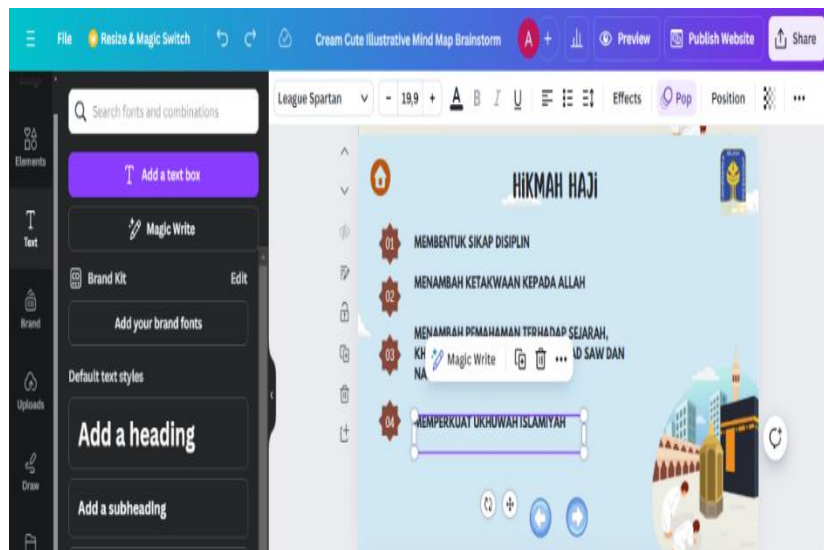 File
Resize & Magic Switch
Cream Cute Illustrative Mind Map Brainstorm
A
+
Preview
Publish Website
Share
Elements
Text
Brand
Uploads
Draw
Search fonts and combinations
Add a text box
Magic Write
Brand Kit
Edit
Add your brand fonts
Default text styles
Add a heading
Add a subheading
League Spartan
- 19,9 +
A B I U
Effects
Pop
Position
HiKMAH HAJi
01 MEMBENTUK SIKAP DISIPLIN
02 MENAMBAH KETAKWAAN KEPADA ALLAH
03 MENAMBAH PEMAHAMAN TERHADAP SEJARAH,
KH
SAW DAN
NA
Magic Write
04 MEMPERKUAT UKHUWAH ISLAMIYAH